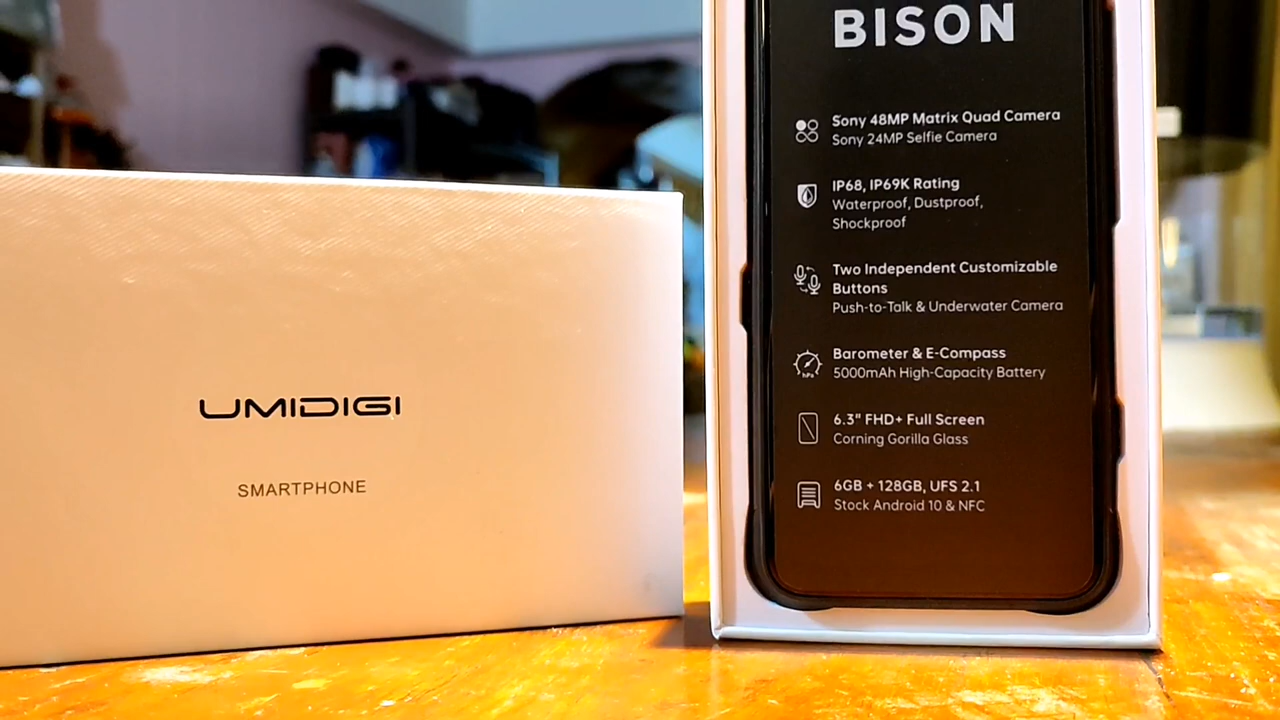 UMIDIGI
SMARTPHONE
BISON
Sony 48MP Matrix Quad Camera
Sony 24MP Selfie Camera
IP68, IP69K Rating
Waterproof, Dustproof,
Shockproof
Two Independent Customizable
Buttons
Push-to-Talk & Underwater Camera
Barometer & E-Compass
5000mAh High-Capacity Battery
hPa
6.3" FHD+ Full Screen
Corning Gorilla Glass
6GB + 128GB, UFS 2.1
Stock Android 10 & NFC